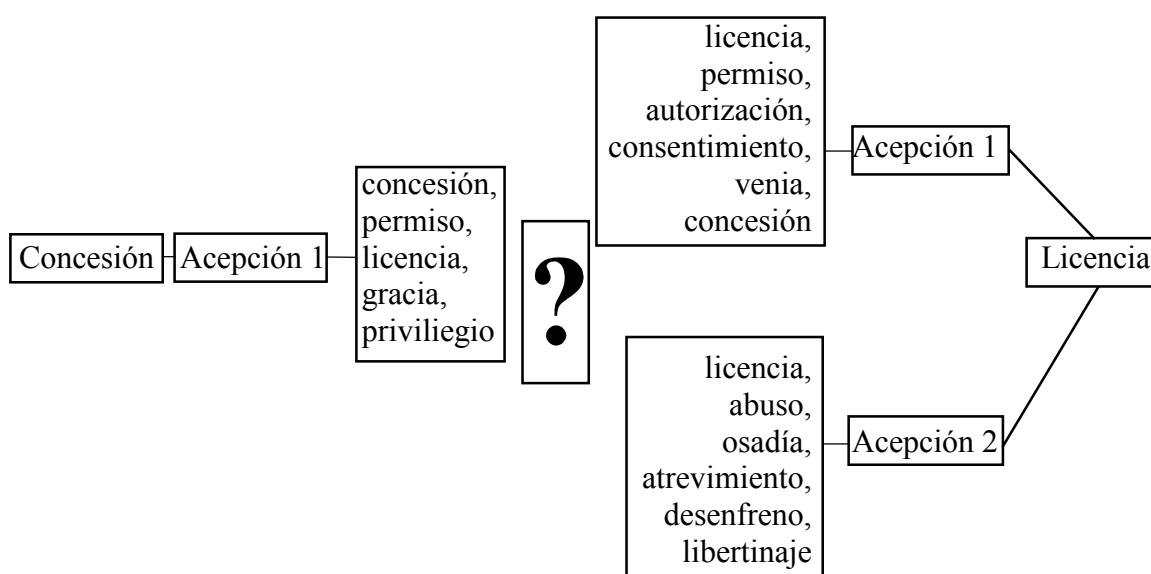 Concesión
Acepción 1
concesión,
permiso,
licencia,
gracia,
priviliegio
?
licencia,
permiso,
autorización,
consentimiento,
venia,
concesión
Acepción 1
licencia,
abuso,
osadía,
atrevimiento,
desenfreno,
libertinaje
Acepción 2
Licencia